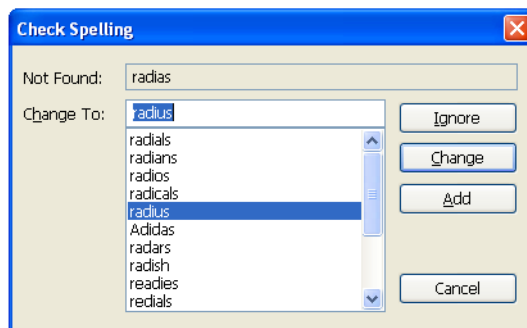 Check Spelling
Not Found: radias
Change To: radius
Ignore
Change
Add
Cancel
radials
radians
radios
radicals
radius
Adidas
radars
radish
readies
redials